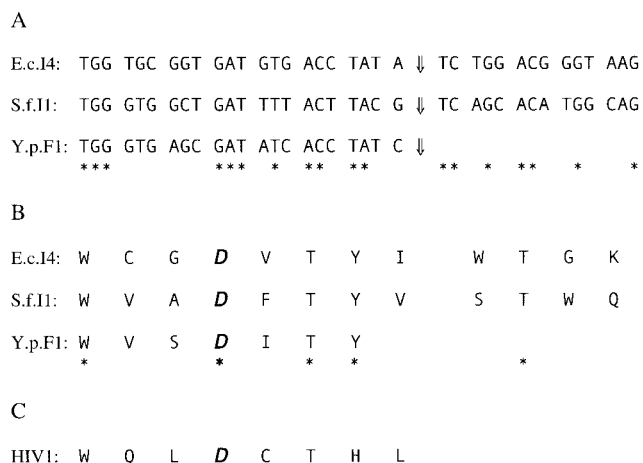 A
E.c.I4: TGG TGC GGT GAT GTG ACC TAT A ⇓ TC TGG ACG GGT AAG
S.f.I1: TGG GTG GCT GAT TTT ACT TAC G ⇓ TC AGC ACA TGG CAG
Y.p.F1: TGG GTG AGC GAT ATC ACC TAT C ⇓
*** *** * ** ** ** * ** * *
B
E.c.I4: W C G D V T Y I W T G K
S.f.I1: W V A D F T Y V S T W Q
Y.p.F1: W V S D I T Y
* * * * *
C
HIV1: W Q L D C T H L